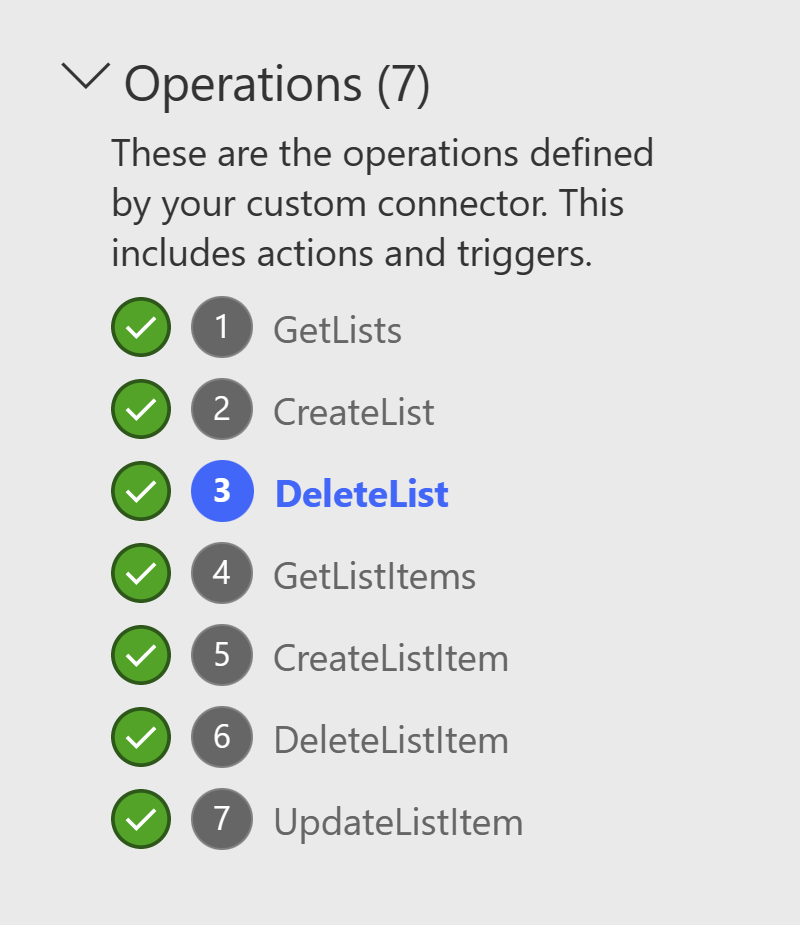 Operations (7)
These are the operations defined
by your custom connector. This
includes actions and triggers.
1 GetLists
2 CreateList
3 DeleteList
4 GetListItems
5 CreateListItem
6 DeleteListItem
7 UpdateListItem